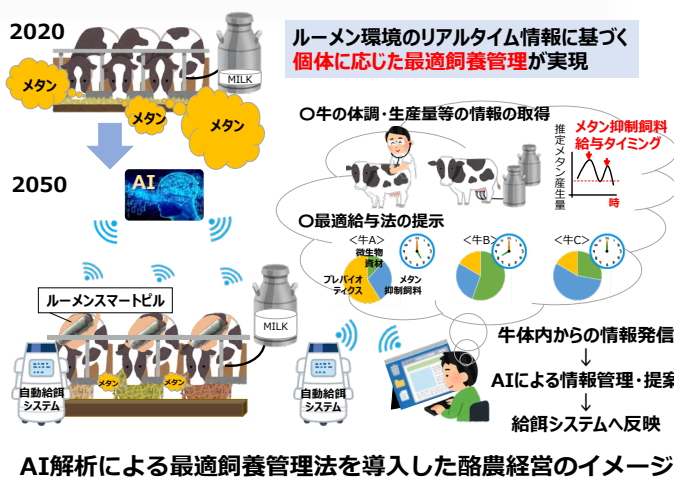 2020
ルーメン環境のリアルタイム情報に基づく
個体に応じた最適飼養管理が実現
MILK
メタン
メタン
メタン
〇牛の体調・生産量等の情報の取得
推定メタン産生量
メタン抑制飼料
給与タイミング
時
2050
AI
〇最適給与法の提示
<牛A>
<牛B>
<牛C>
微生物
資材
プレバイオ
ティクス
メタン
抑制飼料
ルーメンスマートピル
MILK
メタン
メタン
自動給餌
システム
自動給餌
システム
牛体内からの情報発信
↓
AIによる情報管理・提案
↓
給餌システムへ反映
AI解析による最適飼養管理法を導入した酪農経営のイメージ